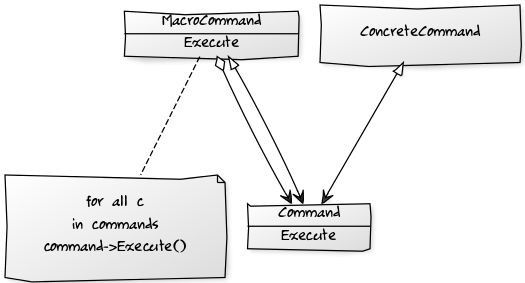 MacroCommand
Execute
ConcreteCommand
for all c
in commands
command->Execute()
Command
Execute